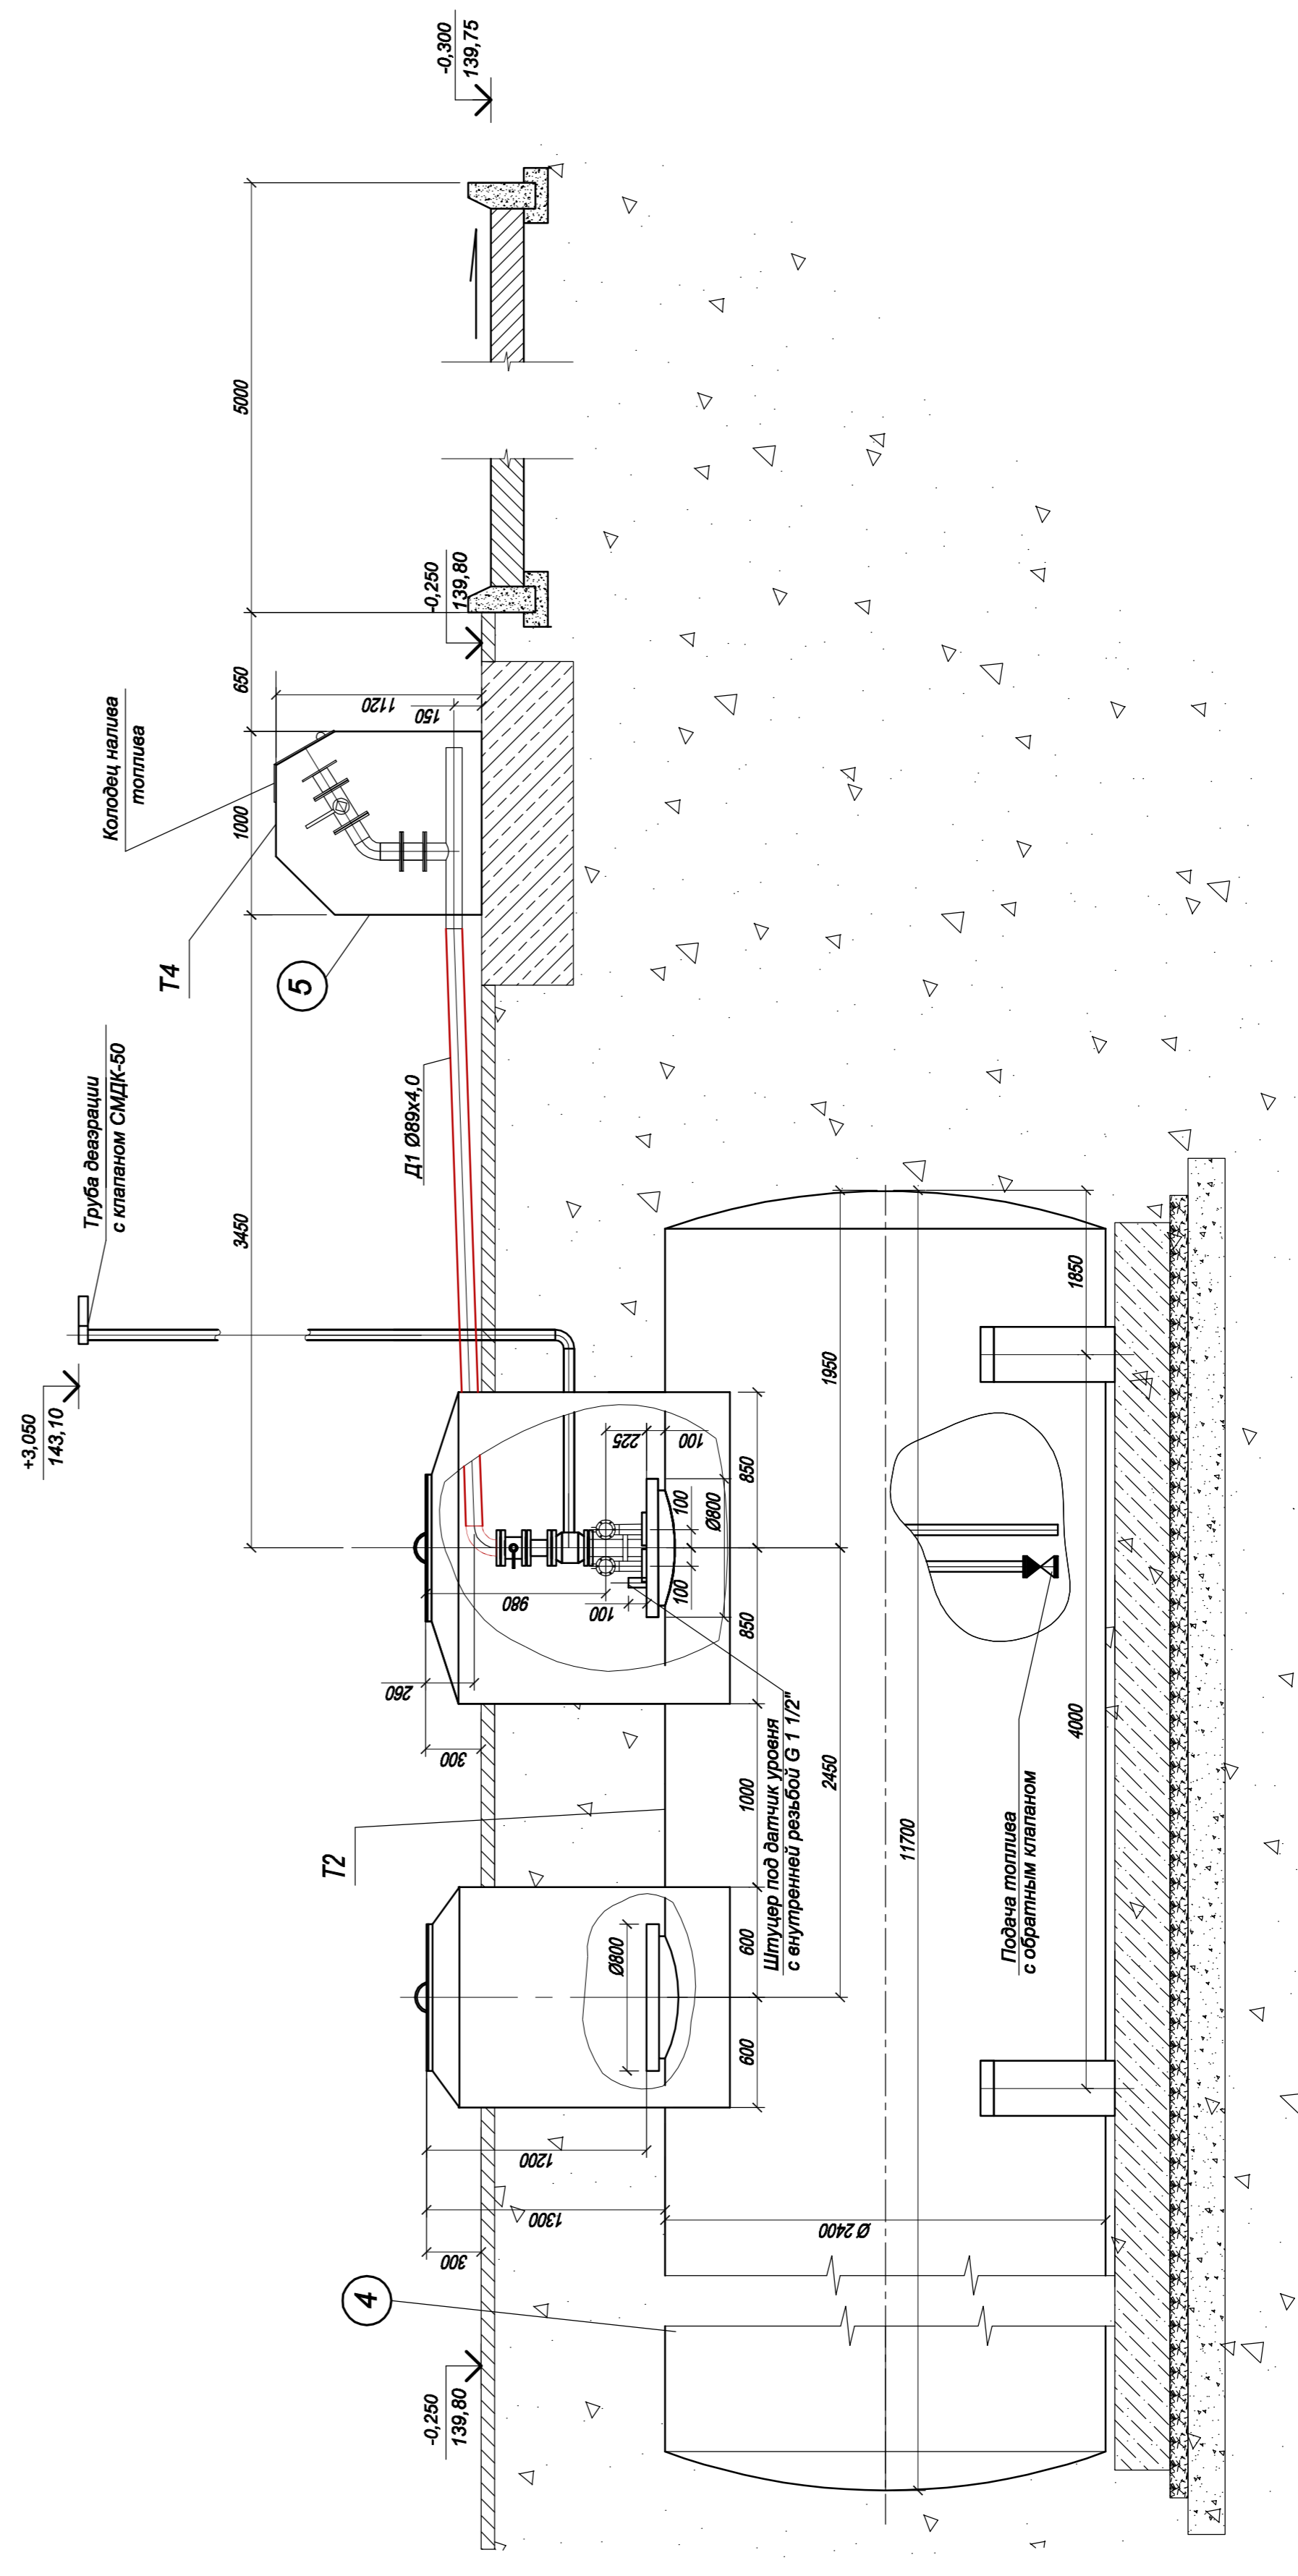 +3,050
143,10
Труба деаэрации
с клапаном СМДК-50
Колодец налива
топлива
-0,300
139,75
3450
1000
650
5000
Т4
5
1120
150
-0,250
139,80
Д1 Ø89х4,0
Т2
4
-0,250
139,80
300
1300
1200
300
260
980
100
225
100
100
100
Ø800
Ø800
600
600
1000
850
850
Штуцер под датчик уровня
с внутренней резьбой G 1 1/2"
2450
1950
Ø 2400
11700
Подача топлива
с обратным клапаном
4000
1850